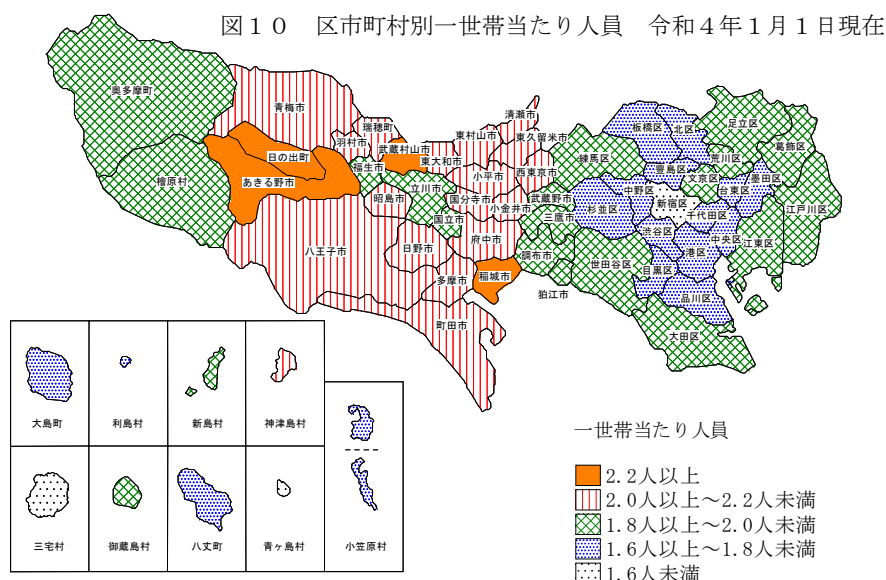 図１０　区市町村別一世帯当たり人員　令和４年１月１日現在
奥多摩町
青梅市
瑞穂町
羽村市
武蔵村山市
東大和市
東村山市
清瀬市
東久留米市
日の出町
福生市
檜原村
あきる野市
昭島市
立川市
小平市
西東京市
国分寺市
小金井市
武蔵野市
国立市
三鷹市
八王子市
日野市
府中市
調布市
多摩市
稲城市
狛江市
町田市
板橋区
北区
足立区
練馬区
豊島区
荒川区
葛飾区
文京区
中野区
台東区
墨田区
杉並区
新宿区
千代田区
江戸川区
渋谷区
中央区
江東区
港区
世田谷区
目黒区
品川区
大田区
大島町
利島村
新島村
神津島村
三宅村
御蔵島村
八丈町
青ヶ島村
小笠原村
一世帯当たり人員
2.2人以上
2.0人以上～2.2人未満
1.8人以上～2.0人未満
1.6人以上～1.8人未満
1.6人未満